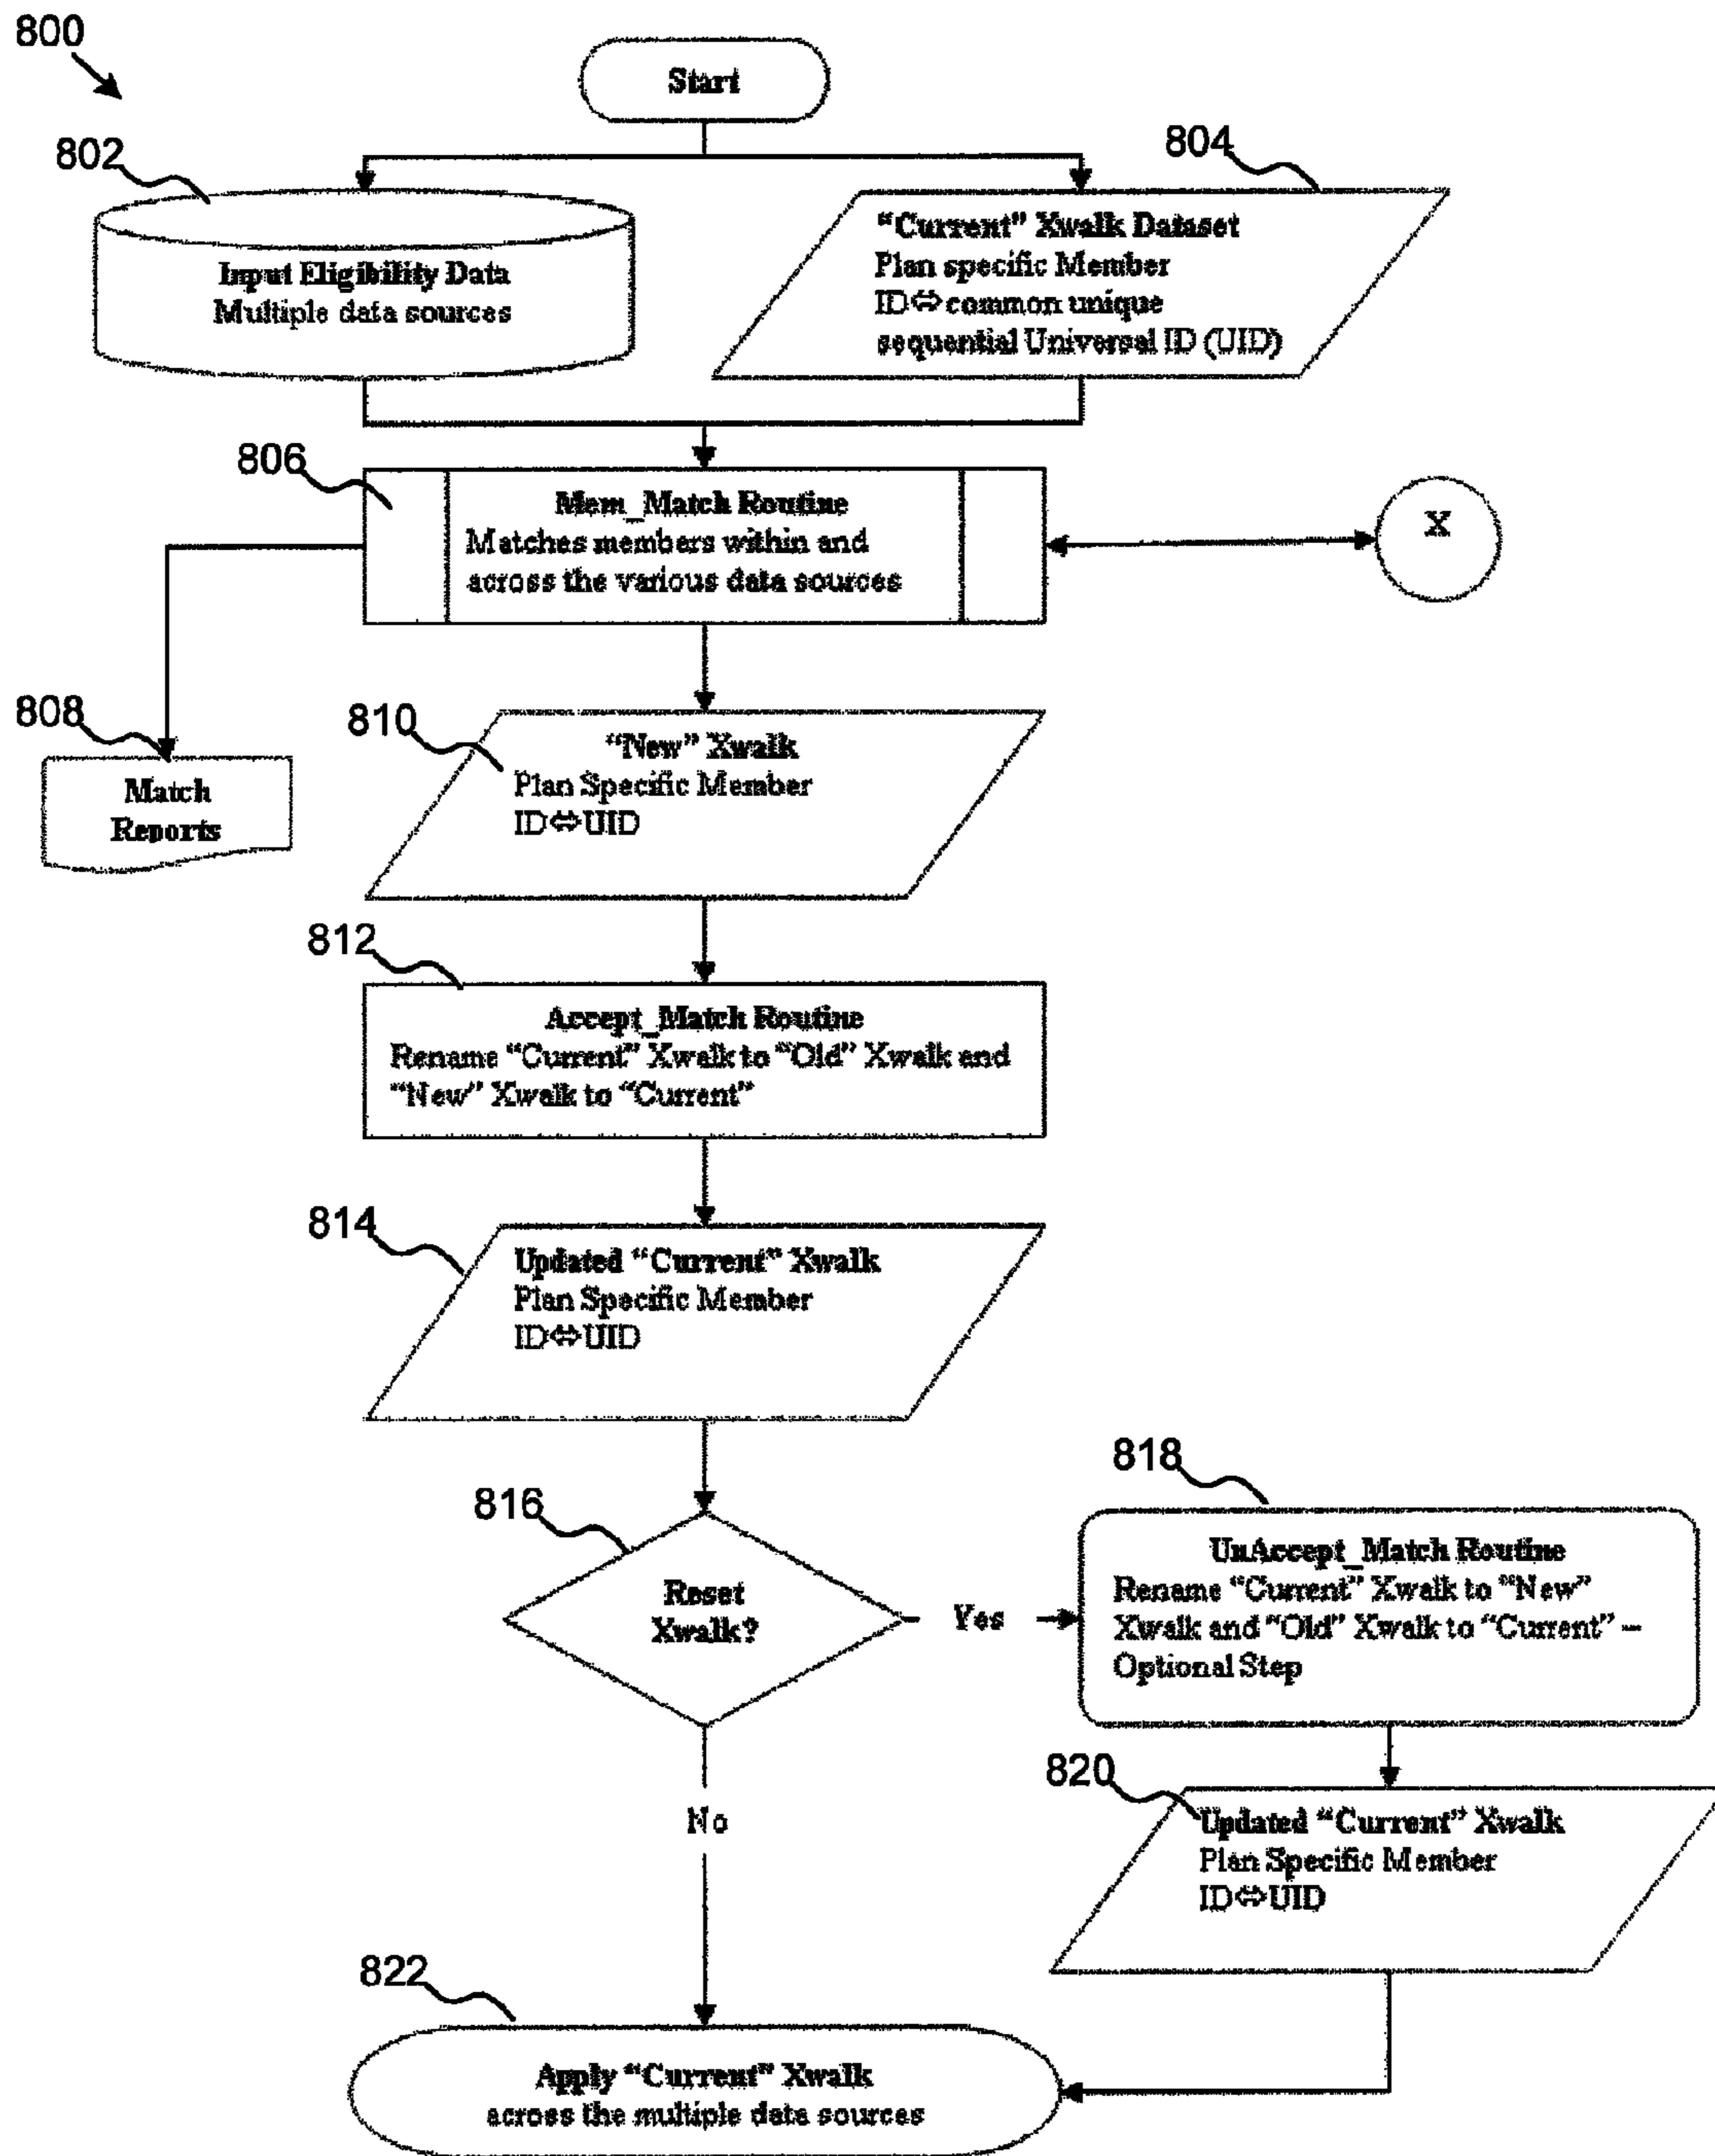 800
Start
802
804
Input Eligibility Data
Multiple data sources
“Current” Xwalk Dataset
Plan specific Member
ID⇔common unique
sequential Universal ID (UID)
806
Mem_Match Routine
Matches members within and
across the various data sources
X
808
Match
Reports
810
“New” Xwalk
Plan Specific Member
ID⇔UID
812
Accept_Match Routine
Rename “Current” Xwalk to “Old” Xwalk and
“New” Xwalk to “Current”
814
Updated “Current” Xwalk
Plan Specific Member
ID⇔UID
816
Reset
Xwalk?
Yes
818
UnAccept_Match Routine
Rename “Current” Xwalk to “New”
Xwalk and “Old” Xwalk to “Current” –
Optional Step
No
820
Updated “Current” Xwalk
Plan Specific Member
ID⇔UID
822
Apply “Current” Xwalk
across the multiple data sources